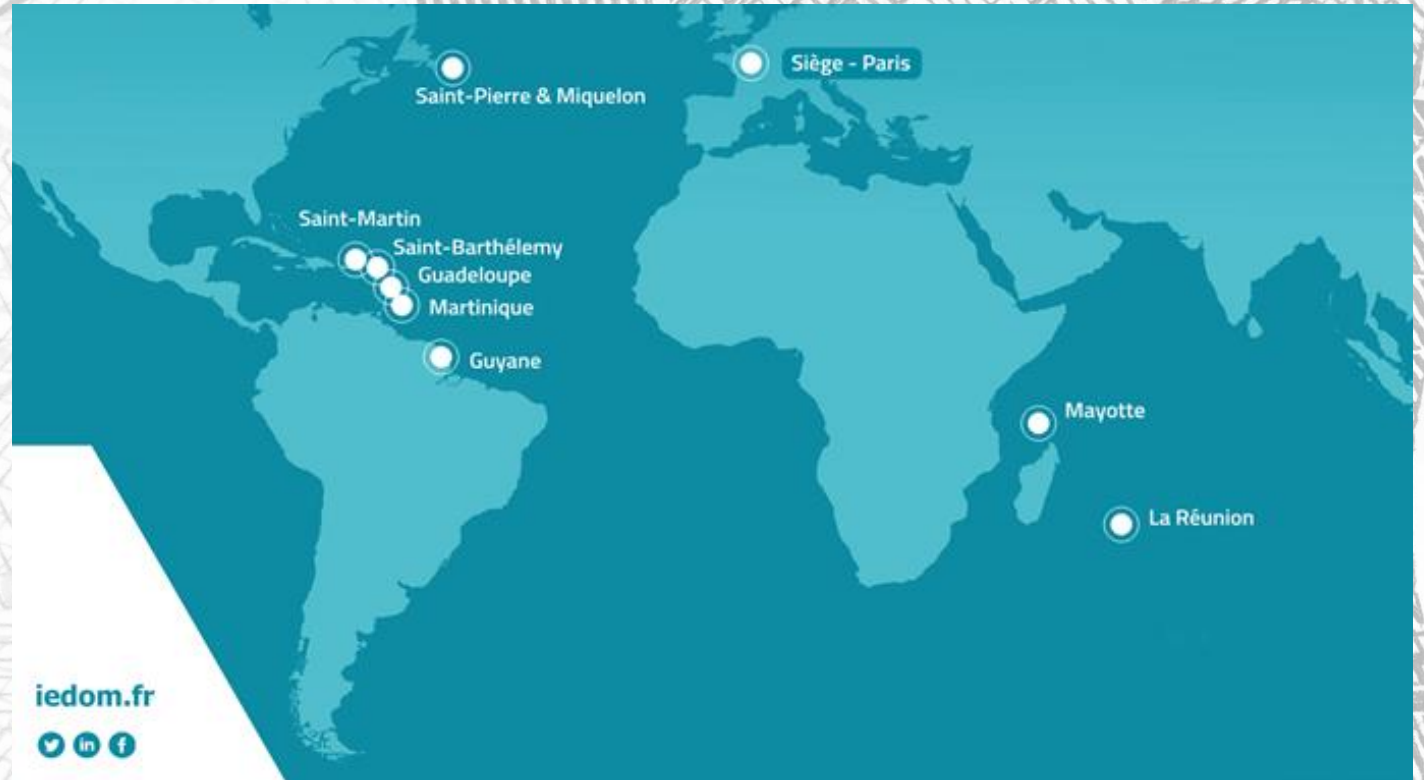 Siège - Paris
Saint-Pierre & Miquelon
Saint-Martin
Saint-Barthélemy
Guadeloupe
Martinique
Guyane
Mayotte
La Réunion
iedom.fr